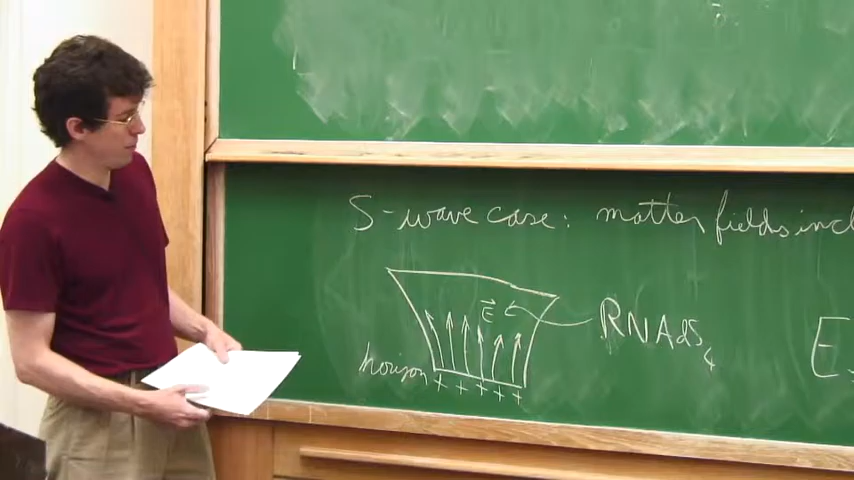 S-wave case: matter fields incl
E⃗
RNAdS₄
E
horizon
+ + + + +